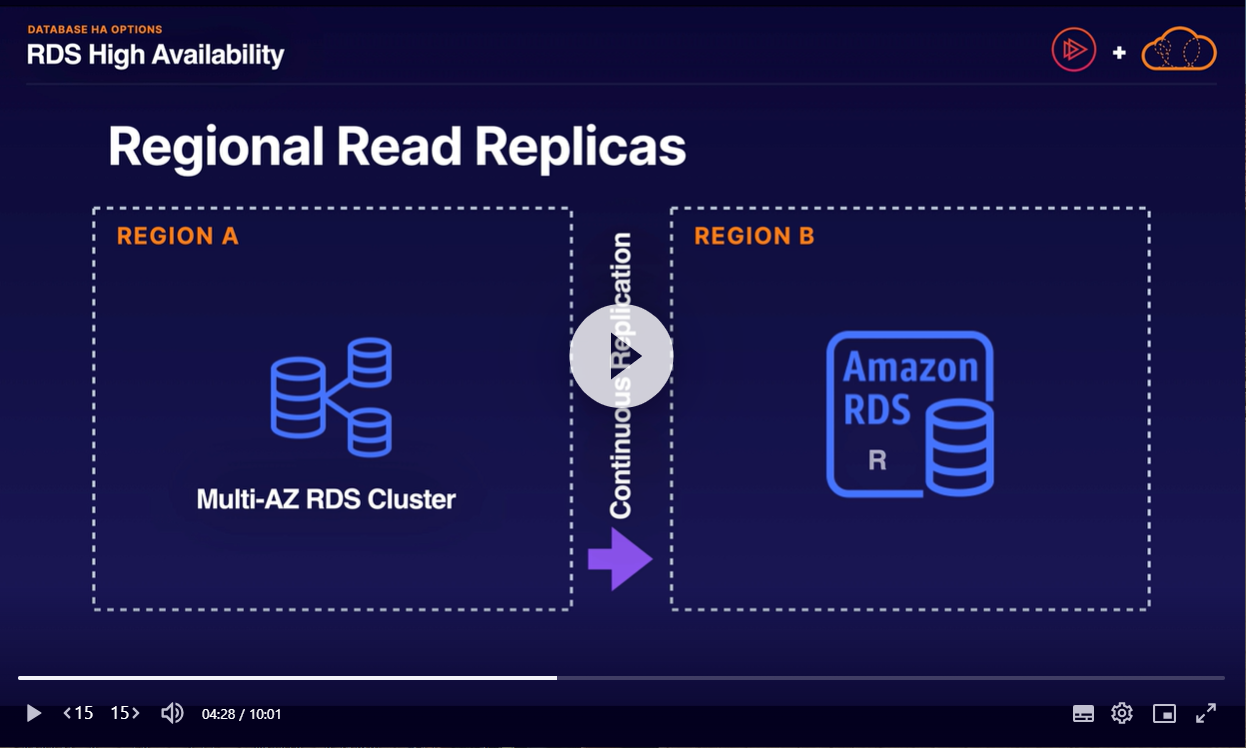 DATABASE HA OPTIONS
RDS High Availability
+
Regional Read Replicas
REGION A
Multi-AZ RDS Cluster
Continuous Replication
REGION B
Amazon
RDS
R
<15
15>
04:28 / 10:01